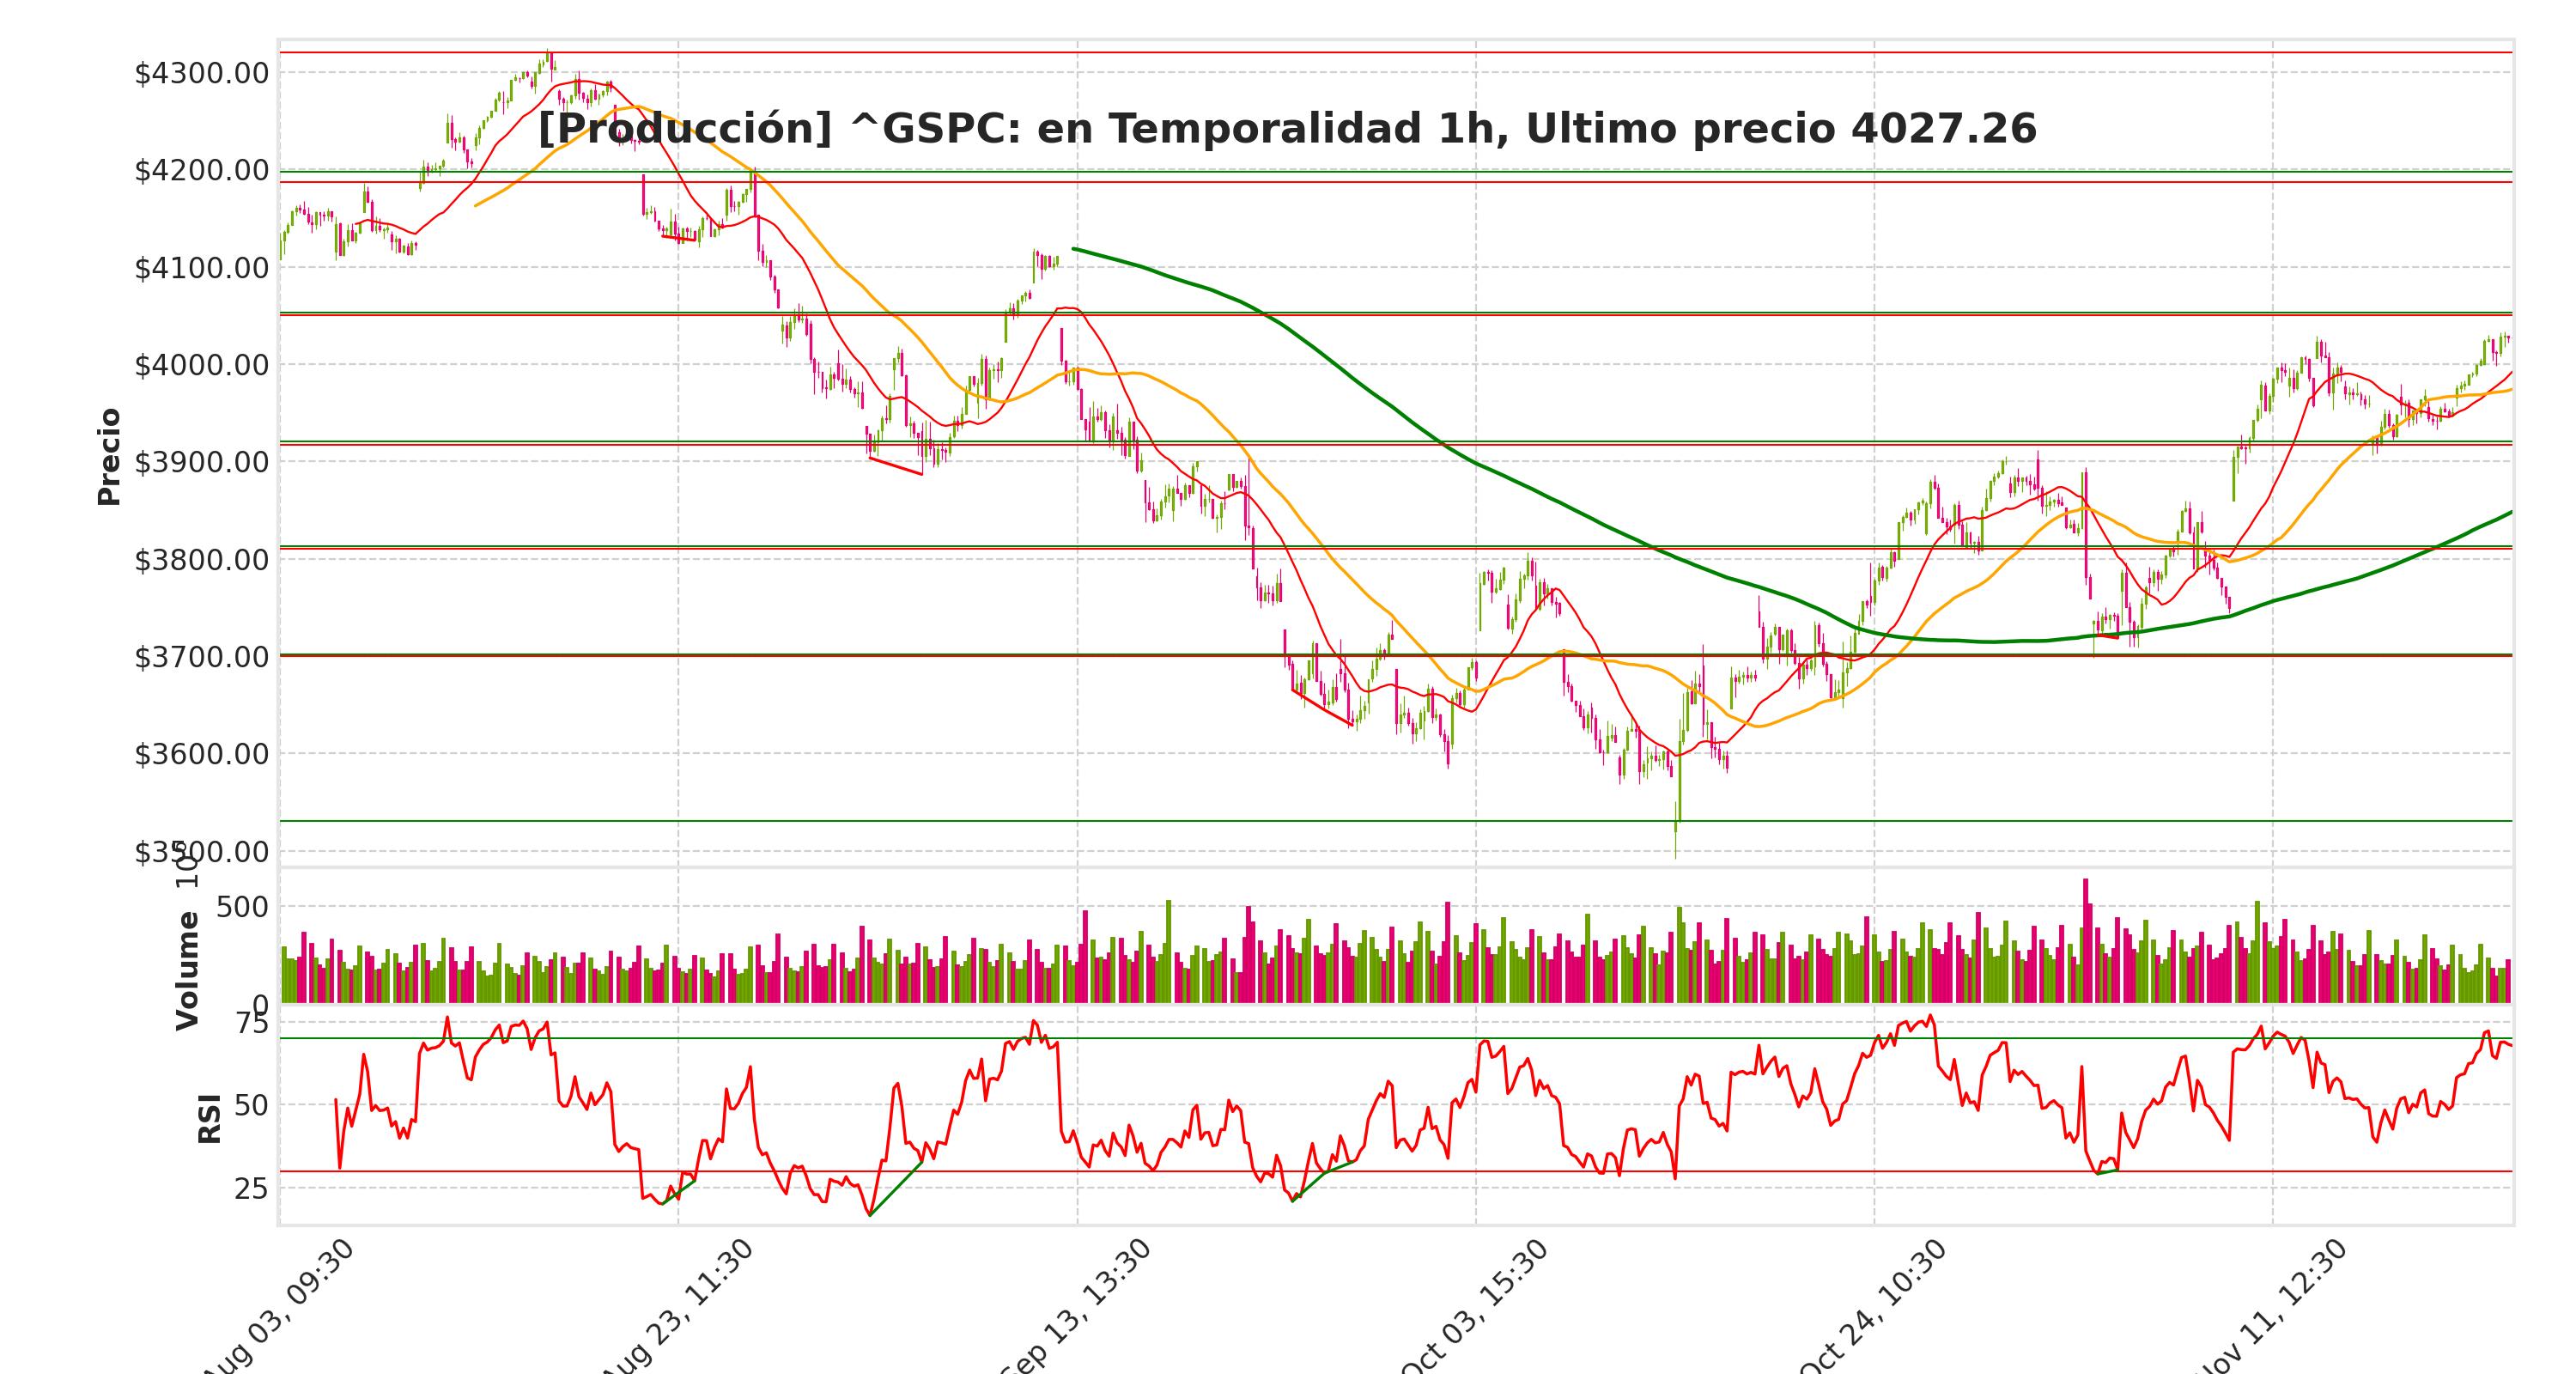 [Producción] ^GSPC: en Temporalidad 1h, Ultimo precio 4027.26
$4300.00
$4200.00
$4100.00
$4000.00
$3900.00
$3800.00
$3700.00
$3600.00
$3500.00
Precio
500
0
Volume
75
50
25
RSI
Aug 03, 09:30
Aug 23, 11:30
Sep 13, 13:30
Oct 03, 15:30
Oct 24, 10:30
Nov 11, 12:30